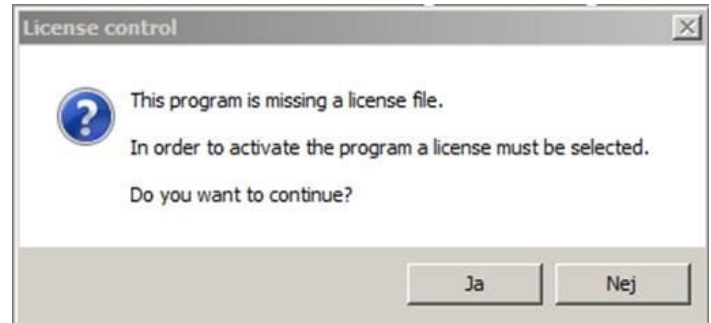 License control
This program is missing a license file.
In order to activate the program a license must be selected.
Do you want to continue?
Ja
Nej